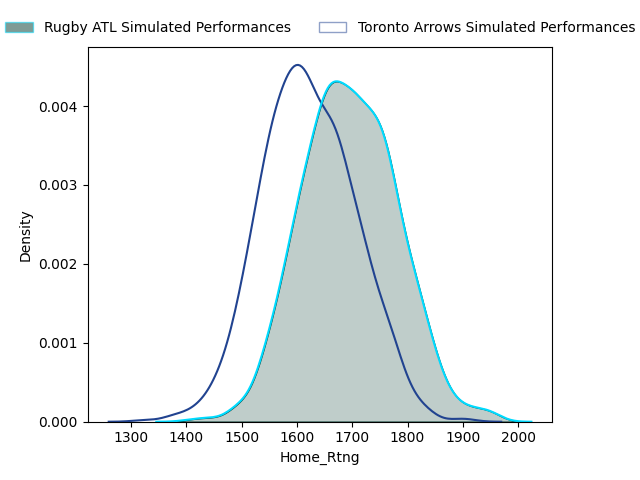 Rugby ATL Simulated Performances Toronto Arrows Simulated Performances
0.004
0.003
0.002
0.001
0.000
Density
1300 1400 1500 1600 1700 1800 1900 2000
Home_Rtng